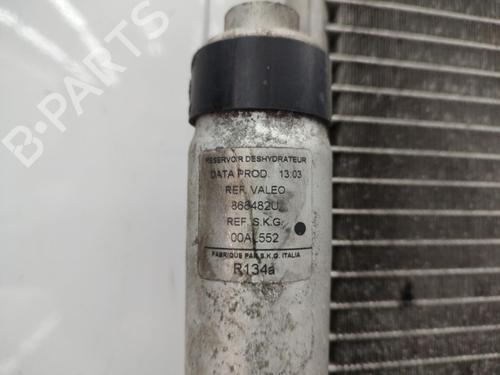 B-PARTS
RESERVOIR DESHYDRATEUR
DATA PROD. 13:03
REF. VALEO
868482U
REF. S.K.G.
00AL552
FABRIQUE PAR S.K.G. ITALIA
R134a